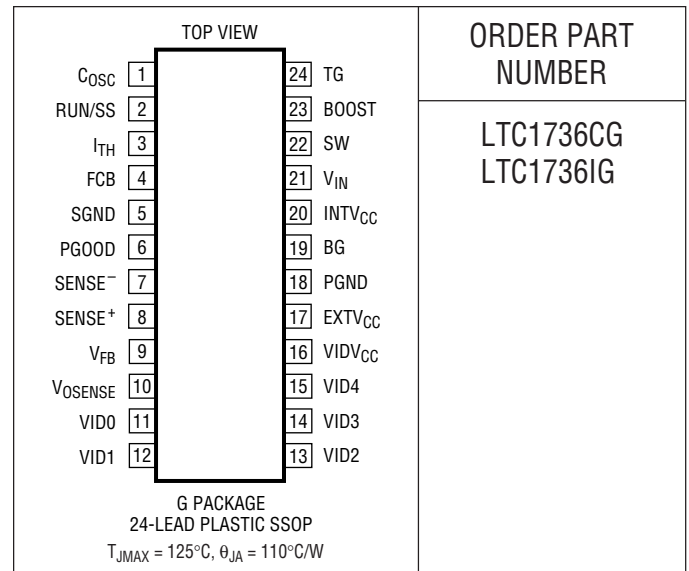 TOP VIEW
C_OSC 1
RUN/SS 2
I_TH 3
FCB 4
SGND 5
PGOOD 6
SENSE⁻ 7
SENSE⁺ 8
V_FB 9
V_OSENSE 10
VID0 11
VID1 12
24 TG
23 BOOST
22 SW
21 V_IN
20 INTV_CC
19 BG
18 PGND
17 EXTV_CC
16 VIDV_CC
15 VID4
14 VID3
13 VID2
G PACKAGE
24-LEAD PLASTIC SSOP
T_JMAX = 125°C, θ_JA = 110°C/W
ORDER PART
NUMBER
LTC1736CG
LTC1736IG